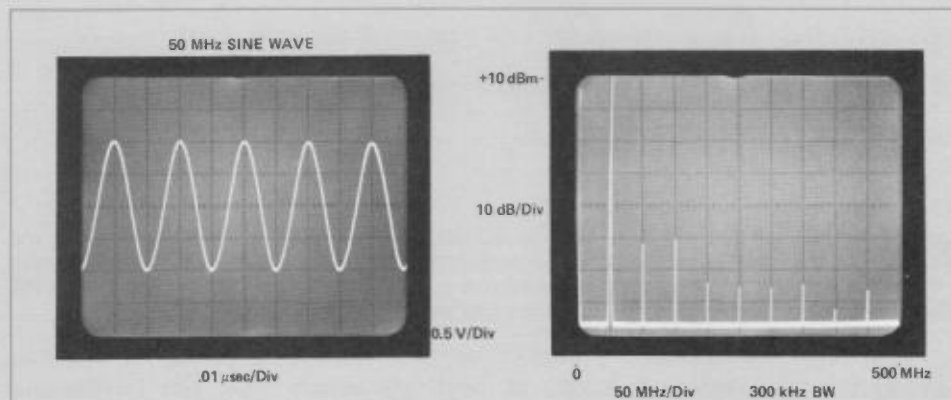 50 MHz SINE WAVE
0.5 V/Div
.01 μsec/Div
+10 dBm-
10 dB/Div
0
500 MHz
50 MHz/Div
300 kHz BW